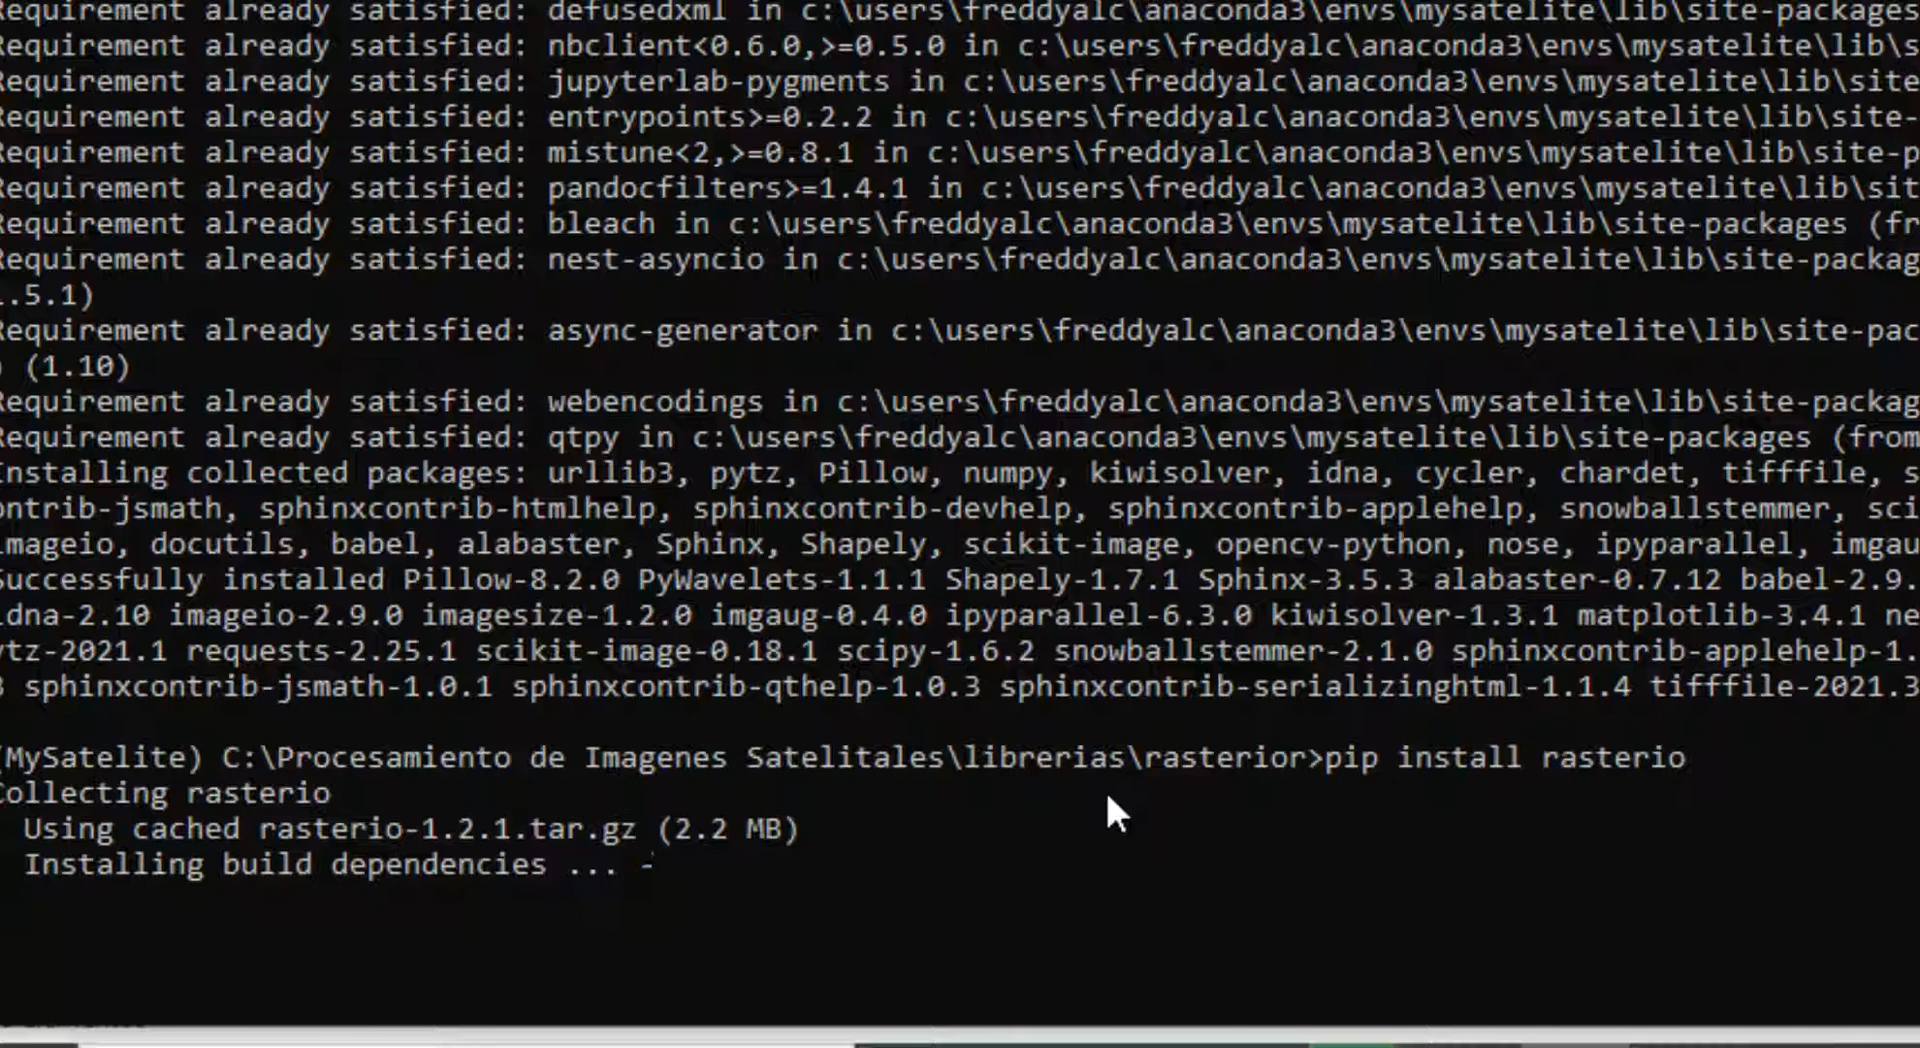 Requirement already satisfied: defusedxml in c:\users\freddyalc\anaconda3\envs\mysatelite\lib\site-packages
Requirement already satisfied: nbclient<0.6.0,>=0.5.0 in c:\users\freddyalc\anaconda3\envs\mysatelite\lib\s
Requirement already satisfied: jupyterlab-pygments in c:\users\freddyalc\anaconda3\envs\mysatelite\lib\site
Requirement already satisfied: entrypoints>=0.2.2 in c:\users\freddyalc\anaconda3\envs\mysatelite\lib\site-
Requirement already satisfied: mistune<2,>=0.8.1 in c:\users\freddyalc\anaconda3\envs\mysatelite\lib\site-p
Requirement already satisfied: pandocfilters>=1.4.1 in c:\users\freddyalc\anaconda3\envs\mysatelite\lib\sit
Requirement already satisfied: bleach in c:\users\freddyalc\anaconda3\envs\mysatelite\lib\site-packages (fr
Requirement already satisfied: nest-asyncio in c:\users\freddyalc\anaconda3\envs\mysatelite\lib\site-packag
.5.1)
Requirement already satisfied: async-generator in c:\users\freddyalc\anaconda3\envs\mysatelite\lib\site-pac
) (1.10)
Requirement already satisfied: webencodings in c:\users\freddyalc\anaconda3\envs\mysatelite\lib\site-packag
Requirement already satisfied: qtpy in c:\users\freddyalc\anaconda3\envs\mysatelite\lib\site-packages (from
Installing collected packages: urllib3, pytz, Pillow, numpy, kiwisolver, idna, cycler, chardet, tifffile, s
ontrib-jsmath, sphinxcontrib-htmlhelp, sphinxcontrib-devhelp, sphinxcontrib-applehelp, snowballstemmer, sci
imageio, docutils, babel, alabaster, Sphinx, Shapely, scikit-image, opencv-python, nose, ipyparallel, imgau
Successfully installed Pillow-8.2.0 PyWavelets-1.1.1 Shapely-1.7.1 Sphinx-3.5.3 alabaster-0.7.12 babel-2.9.
idna-2.10 imageio-2.9.0 imagesize-1.2.0 imgaug-0.4.0 ipyparallel-6.3.0 kiwisolver-1.3.1 matplotlib-3.4.1 ne
ytz-2021.1 requests-2.25.1 scikit-image-0.18.1 scipy-1.6.2 snowballstemmer-2.1.0 sphinxcontrib-applehelp-1.
3 sphinxcontrib-jsmath-1.0.1 sphinxcontrib-qthelp-1.0.3 sphinxcontrib-serializinghtml-1.1.4 tifffile-2021.3
(MySatelite) C:\Procesamiento de Imagenes Satelitales\librerias\rasterior>pip install rasterio
Collecting rasterio
Using cached rasterio-1.2.1.tar.gz (2.2 MB)
Installing build dependencies ... -